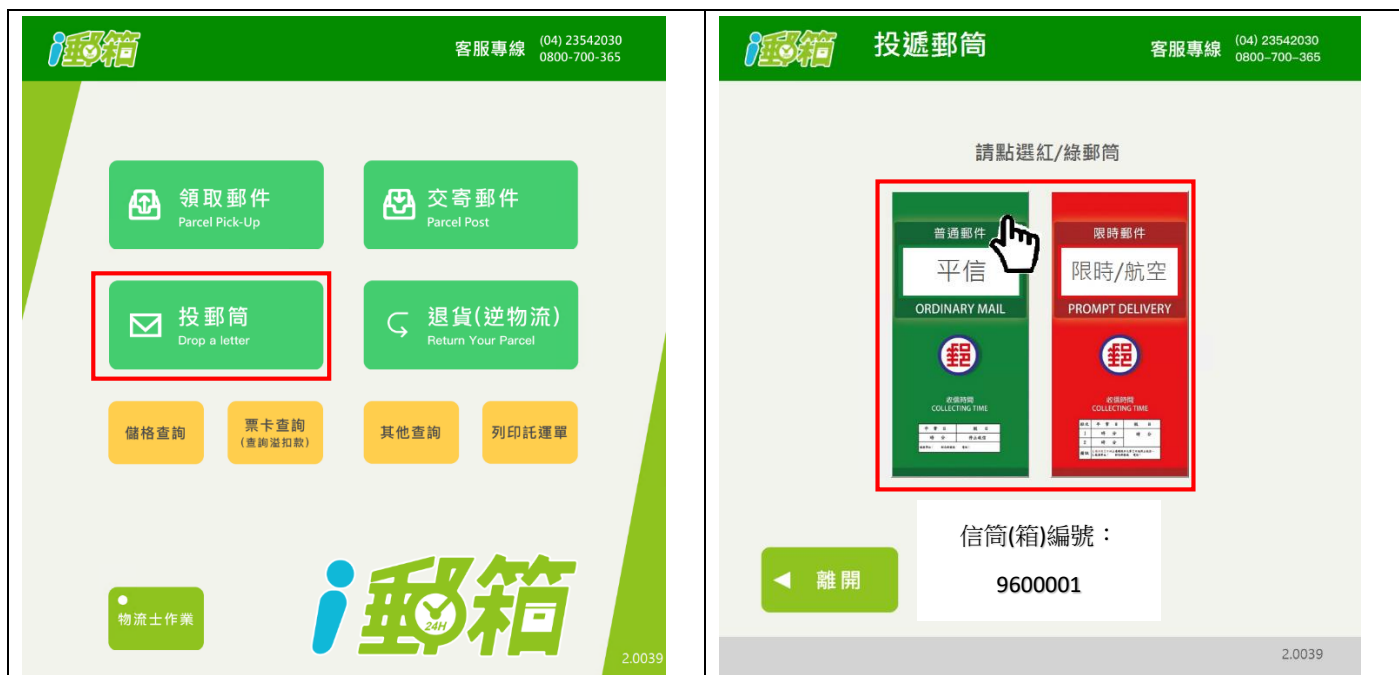 i郵箱
客服專線
(04) 23542030
0800-700-365
領取郵件
Parcel Pick-Up
交寄郵件
Parcel Post
投郵筒
Drop a letter
退貨(逆物流)
Return Your Parcel
儲格查詢
票卡查詢
(查詢溢扣款)
其他查詢
列印託運單
物流士作業
i郵箱
24H
2.0039
i郵箱
投遞郵筒
客服專線
(04) 23542030
0800-700-365
請點選紅/綠郵筒
普通郵件
平信
ORDINARY MAIL
郵
收信時間
COLLECTING TIME
限時郵件
限時/航空
PROMPT DELIVERY
郵
收信時間
COLLECTING TIME
信筒(箱)編號：
9600001
離開
2.0039